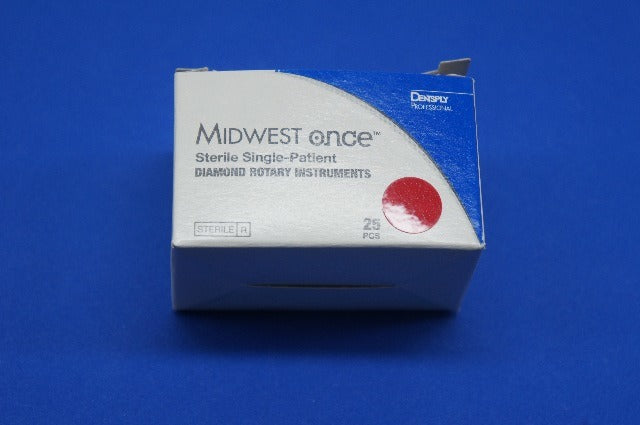 DENTSPLY
PROFESSIONAL
MIDWEST once™
Sterile Single-Patient
DIAMOND ROTARY INSTRUMENTS
STERILE R
25
PCS